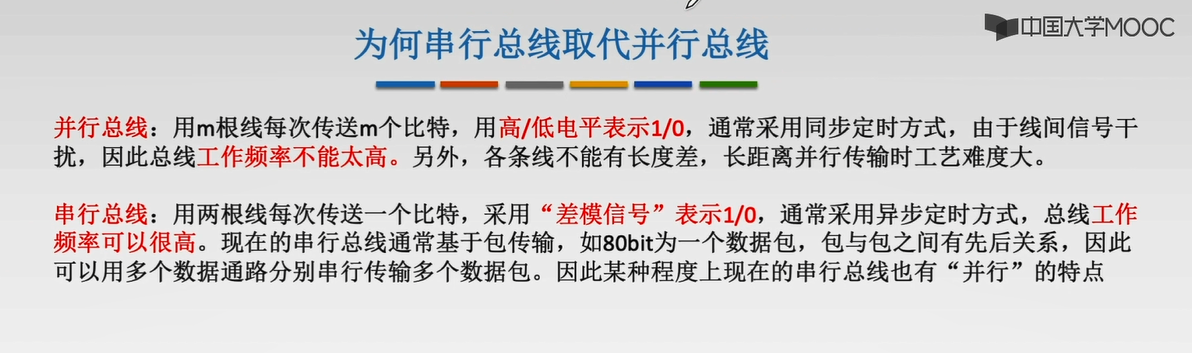 中国大学MOOC
为何串行总线取代并行总线
并行总线：用m根线每次传送m个比特，用高/低电平表示1/0，通常采用同步定时方式，由于线间信号干
扰，因此总线工作频率不能太高。另外，各条线不能有长度差，长距离并行传输时工艺难度大。
串行总线：用两根线每次传送一个比特，采用“差模信号”表示1/0，通常采用异步定时方式，总线工作
频率可以很高。现在的串行总线通常基于包传输，如80bit为一个数据包，包与包之间有先后关系，因此
可以用多个数据通路分别串行传输多个数据包。因此某种程度上现在的串行总线也有“并行”的特点